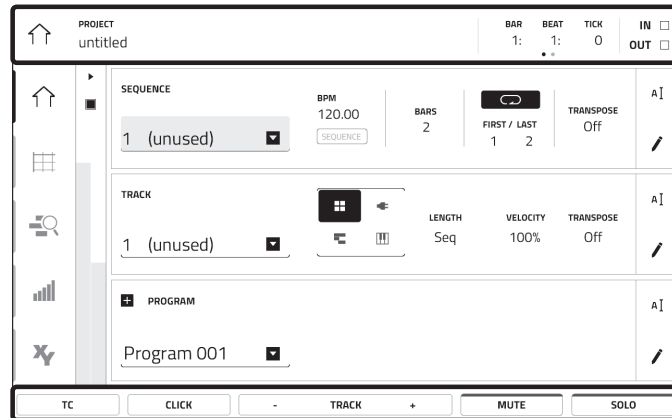 PROJECT
untitled
BAR BEAT TICK
1: 1: 0
IN
OUT
SEQUENCE
1 (unused)
BPM
120.00
SEQUENCE
BARS
2
FIRST / LAST
1 2
TRANSPOSE
Off
A
TRACK
1 (unused)
LENGTH
Seq
VELOCITY
100%
TRANSPOSE
Off
A
PROGRAM
Program 001
A
XY
TC CLICK - TRACK + MUTE SOLO